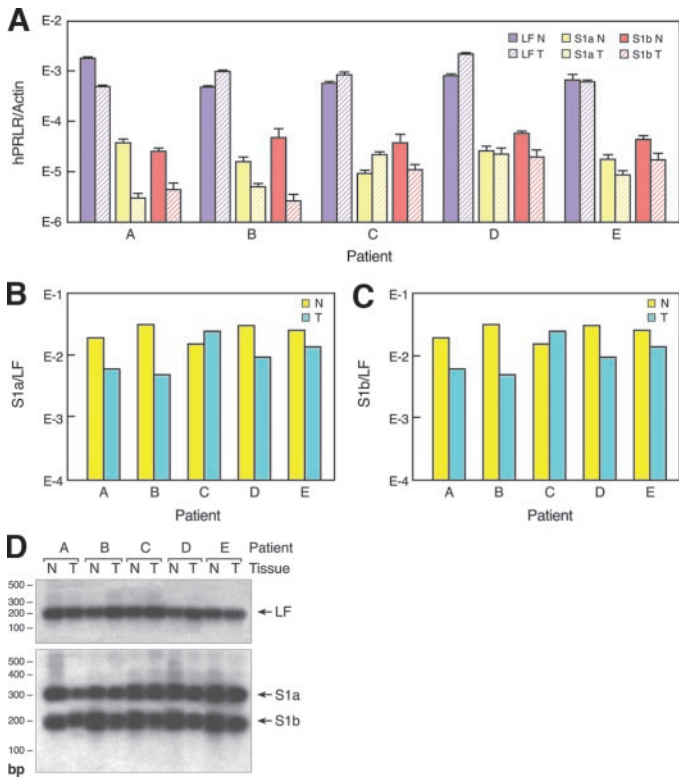 A
E-2
E-3
E-4
E-5
E-6
hPRLR/Actin
LF N
S1a N
S1b N
LF T
S1a T
S1b T
A B C D E
Patient
B
E-1
E-2
E-3
E-4
S1a/LF
N
T
A B C D E
Patient
C
E-1
E-2
E-3
E-4
S1b/LF
N
T
A B C D E
Patient
D
A B C D E Patient
N T N T N T N T N T Tissue
500
300
200
100
LF
500
400
300
200
100
S1a
S1b
bp